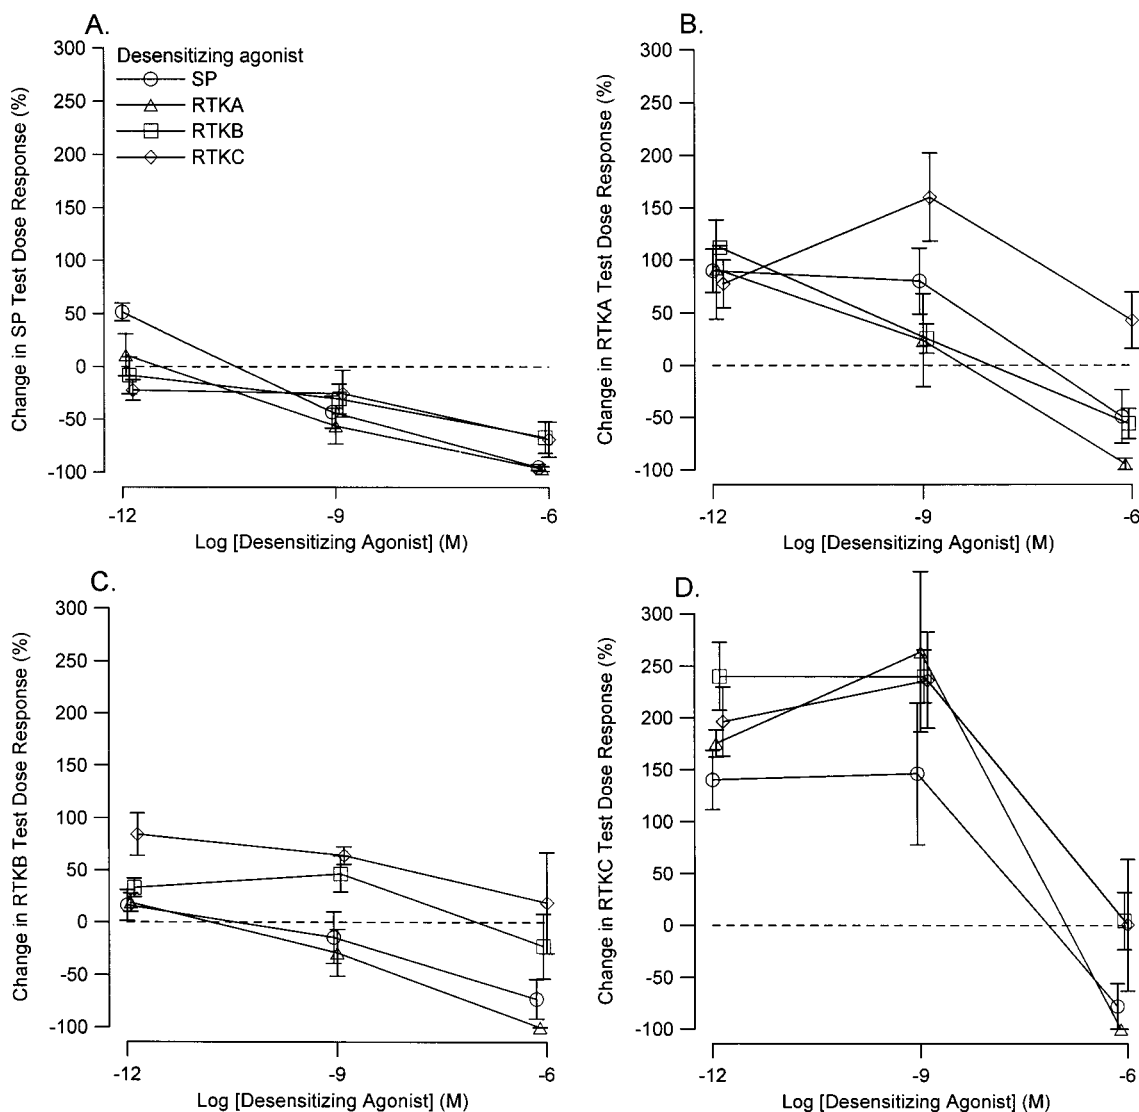 A.
Change in SP Test Dose Response (%)
300
250
200
150
100
50
0
-50
-100
Desensitizing agonist
SP
RTKA
RTKB
RTKC
-12
-9
-6
Log [Desensitizing Agonist] (M)
B.
Change in RTKA Test Dose Response (%)
300
250
200
150
100
50
0
-50
-100
-12
-9
-6
Log [Desensitizing Agonist] (M)
C.
Change in RTKB Test Dose Response (%)
300
250
200
150
100
50
0
-50
-100
-12
-9
-6
Log [Desensitizing Agonist] (M)
D.
Change in RTKC Test Dose Response (%)
300
250
200
150
100
50
0
-50
-100
-12
-9
-6
Log [Desensitizing Agonist] (M)